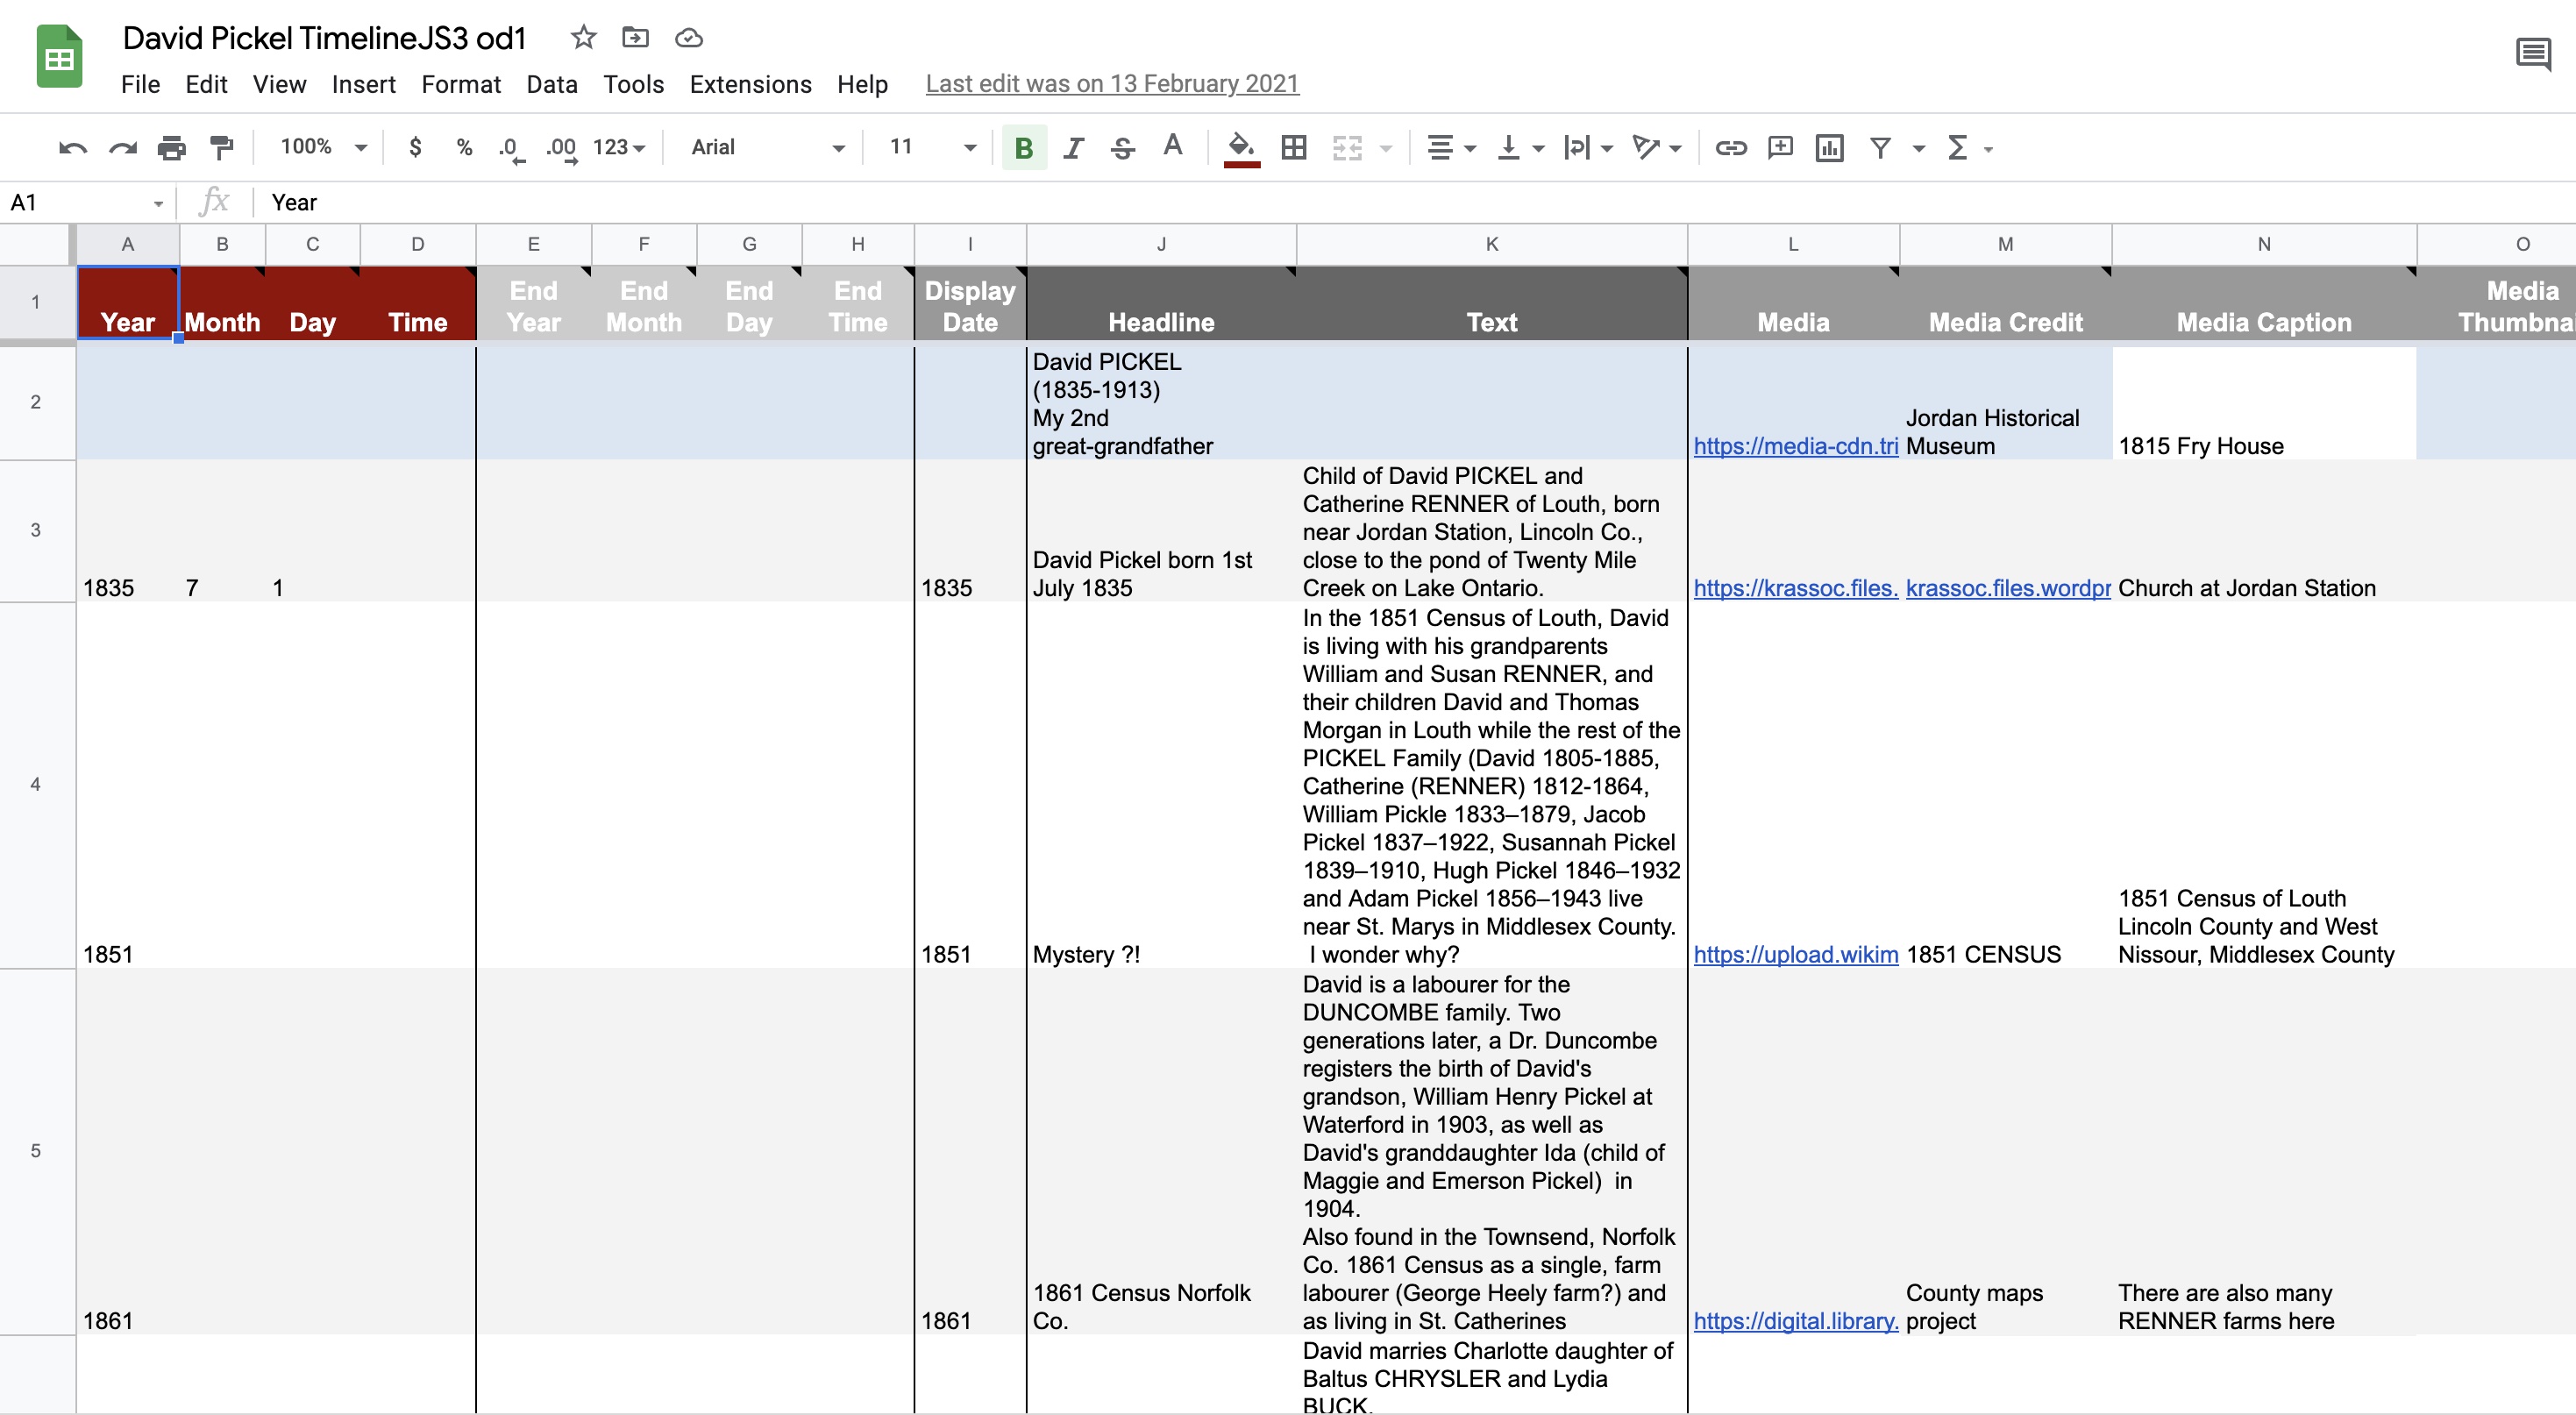 David Pickel TimelineJS3 od1
File Edit View Insert Format Data Tools Extensions Help Last edit was on 13 February 2021
100% $ % .0 .00 123 Arial 11 B I S A Σ
A1 fx Year
A B C D E F G H I J K L M N O
1 Year Month Day Time End Year End Month End Day End Time Display Date Headline Text Media Media Credit Media Caption Media
2
David PICKEL
(1835-1913)
My 2nd
great-grandfather
https://media-cdn.tri
Jordan Historical
Museum
1815 Fry House
3
1835 7 1
1835
David Pickel born 1st
July 1835
Child of David PICKEL and
Catherine RENNER of Louth, born
near Jordan Station, Lincoln Co.,
close to the pond of Twenty Mile
Creek on Lake Ontario.
https://krassoc.files.
krassoc.files.wordpr
Church at Jordan Station
4
1851
1851
Mystery ?!
In the 1851 Census of Louth, David
is living with his grandparents
William and Susan RENNER, and
their children David and Thomas
Morgan in Louth while the rest of the
PICKEL Family (David 1805-1885,
Catherine (RENNER) 1812-1864,
William Pickle 1833–1879, Jacob
Pickel 1837–1922, Susannah Pickel
1839–1910, Hugh Pickel 1846–1932
and Adam Pickel 1856–1943 live
near St. Marys in Middlesex County.
I wonder why?
https://upload.wikim
1851 CENSUS
1851 Census of Louth
Lincoln County and West
Nissour, Middlesex County
5
1861
1861
1861 Census Norfolk
Co.
David is a labourer for the
DUNCOMBE family. Two
generations later, a Dr. Duncombe
registers the birth of David's
grandson, William Henry Pickel at
Waterford in 1903, as well as
David's granddaughter Ida (child of
Maggie and Emerson Pickel) in
1904.
Also found in the Townsend, Norfolk
Co. 1861 Census as a single, farm
labourer (George Heely farm?) and
as living in St. Catherines
https://digital.library.
County maps
project
There are also many
RENNER farms here
David marries Charlotte daughter of
Baltus CHRYSLER and Lydia
BUCK.